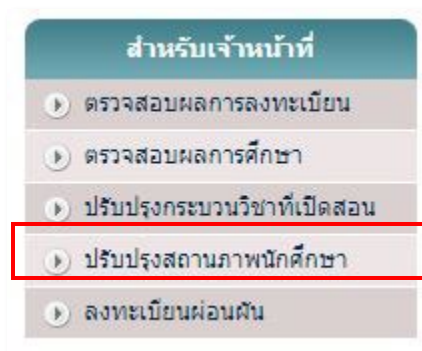 สำหรับเจ้าหน้าที่
ตรวจสอบผลการลงทะเบียน
ตรวจสอบผลการศึกษา
ปรับปรุงกระบวนวิชาที่เปิดสอน
ปรับปรุงสถานภาพนักศึกษา
ลงทะเบียนผ่อนผัน